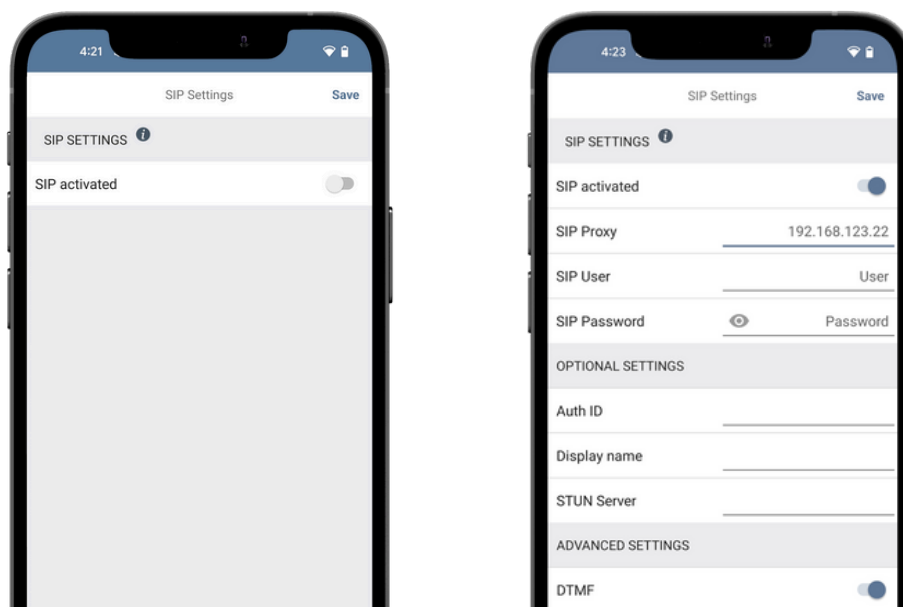 4:21
SIP Settings
Save
SIP SETTINGS i
SIP activated
4:23
SIP Settings
Save
SIP SETTINGS i
SIP activated
SIP Proxy 192.168.123.22
SIP User User
SIP Password Password
OPTIONAL SETTINGS
Auth ID
Display name
STUN Server
ADVANCED SETTINGS
DTMF